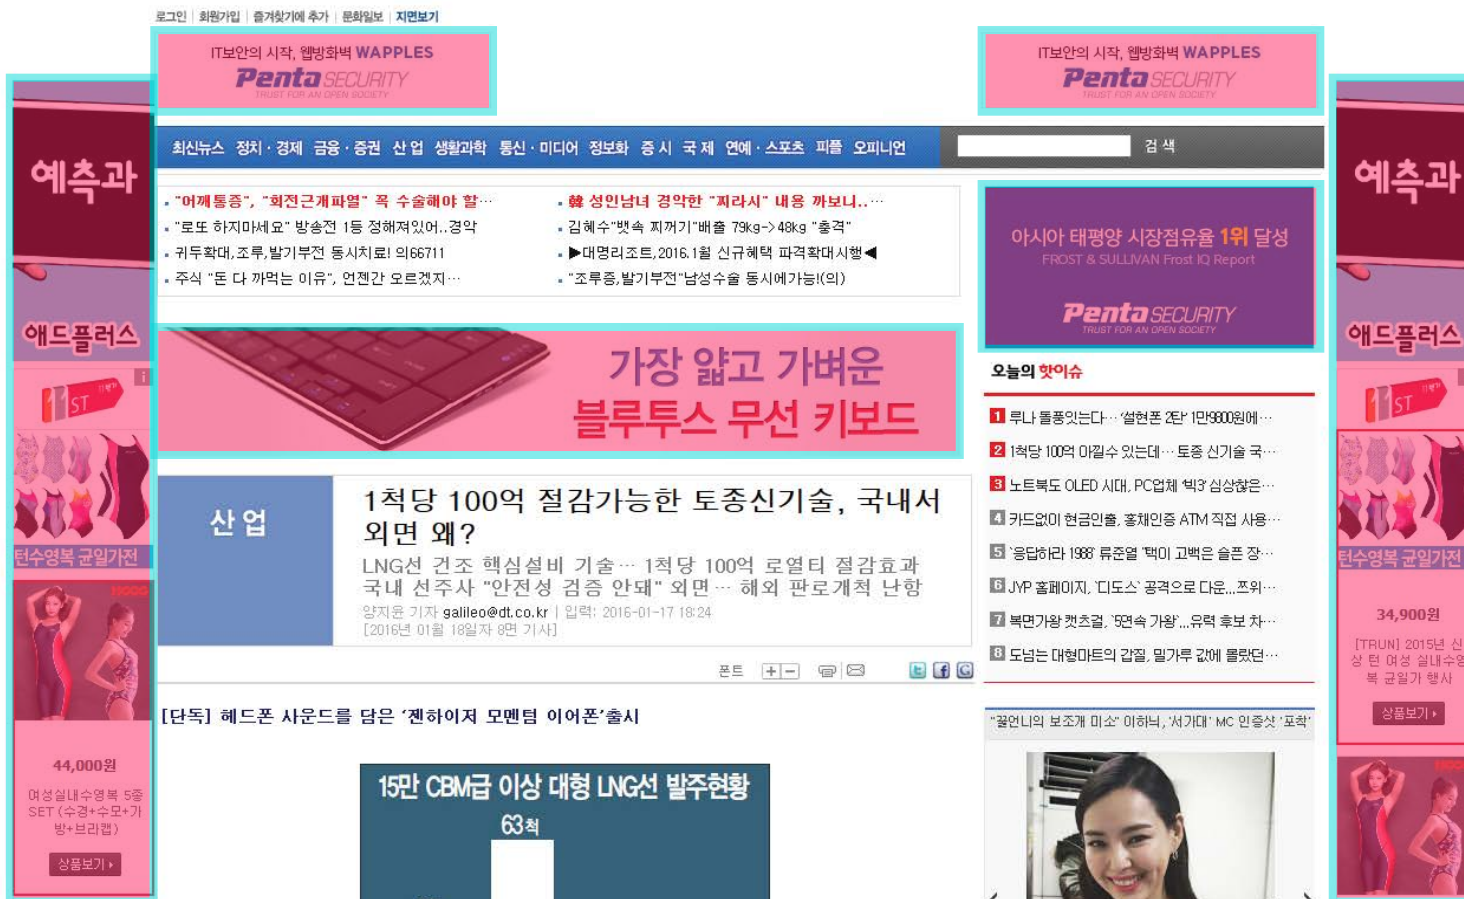 로그인 회원가입 즐겨찾기에 추가 문화일보 지면보기
IT보안의 시작, 웹방화벽 WAPPLES
Penta SECURITY
TRUST FOR AN OPEN SOCIETY
IT보안의 시작, 웹방화벽 WAPPLES
Penta SECURITY
TRUST FOR AN OPEN SOCIETY
최신뉴스 정치·경제 금융·증권 산업 생활과학 통신·미디어 정보화 증시 국제 연예·스포츠 피플 오피니언
검색
예측과
애드플러스
11ST
턴수영복 균일가전
44,000원
여성실내수영복 5종
SET (수경+수모+가
방+브라캡)
상품보기
"어깨통증", "회전근개파열" 꼭 수술해야 할…
"로또 하지마세요" 방송전 1등 정해져있어..경악
귀두확대,조루,발기부전 동시치료! 의66711
주식 "돈 다 까먹는 이유", 언젠간 오르겠지…
韓 성인남녀 경악한 "찌라시" 내용 까보니..…
김혜수"뱃속 찌꺼기"배출 79kg->48kg "충격"
▶대명리조트,2016.1월 신규혜택 파격확대시행◀
"조루증,발기부전"남성수술 동시에가능!(의)
가장 얇고 가벼운
블루투스 무선 키보드
산업
1척당 100억 절감가능한 토종신기술, 국내서
외면 왜?
LNG선 건조 핵심설비 기술… 1척당 100억 로열티 절감효과
국내 선주사 "안전성 검증 안돼" 외면… 해외 판로개척 난항
양지윤 기자 galileo@dt.co.kr | 입력: 2016-01-17 18:24
[2016년 01월 18일자 8면 기사]
폰트
[단독] 헤드폰 사운드를 담은 ‘젠하이저 모멘텀 이어폰’출시
15만 CBM급 이상 대형 LNG선 발주현황
63척
아시아 태평양 시장점유율 1위 달성
FROST & SULLIVAN Frost IQ Report
Penta SECURITY
TRUST FOR AN OPEN SOCIETY
오늘의 핫이슈
1 루나 돌풍잇는다… ‘설현폰 2탄’ 1만9800원에…
2 1척당 100억 아낄수 있는데… 토종 신기술 국…
3 노트북도 OLED 시대, PC업체 ‘빅3’ 심상찮은…
4 카드없이 현금인출, 홍채인증 ATM 직접 사용…
5 `응답하라 1988` 류준열 "택이 고백은 슬픈 장…
6 JYP 홈페이지, `디도스` 공격으로 다운...쯔위…
7 복면가왕 캣츠걸, `5연속 가왕`...유력 후보 차…
8 도넘는 대형마트의 갑질, 밀가루 값에 몰랐던…
"꿀언니의 보조개 미소" 이하늬, ‘서가대’ MC 인증샷 ‘포착’
예측과
애드플러스
11ST
턴수영복 균일가전
34,900원
[TRUN] 2015년 신
상 턴 여성 실내수영
복 균일가 행사
상품보기